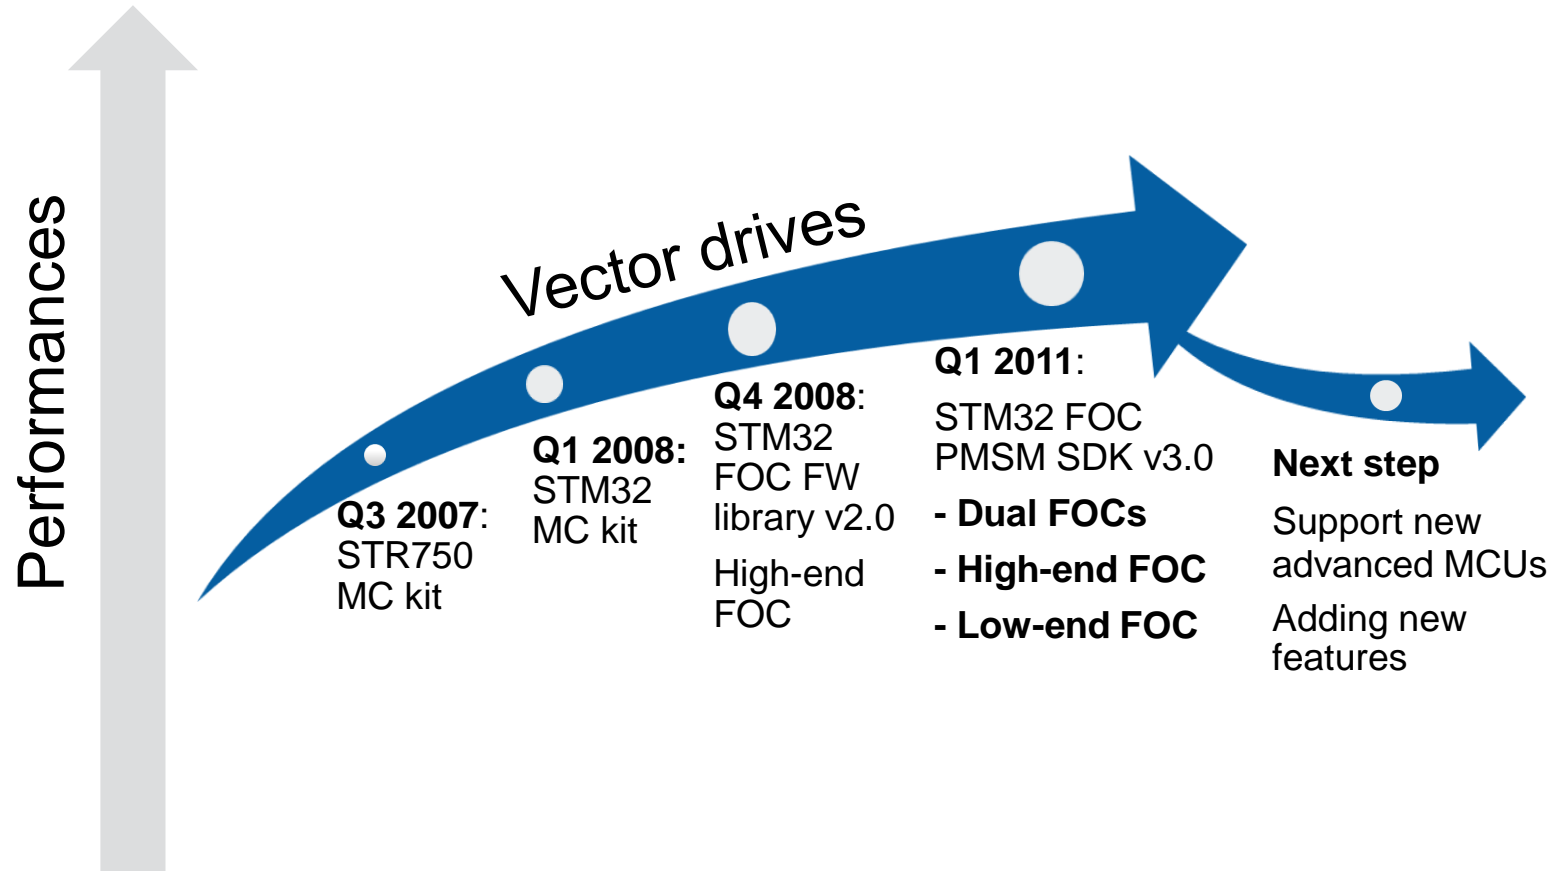 Performances
Vector drives
Q3 2007:
STR750
MC kit
Q1 2008:
STM32
MC kit
Q4 2008:
STM32
FOC FW
library v2.0
High-end
FOC
Q1 2011:
STM32 FOC
PMSM SDK v3.0
- Dual FOCs
- High-end FOC
- Low-end FOC
Next step
Support new
advanced MCUs
Adding new
features